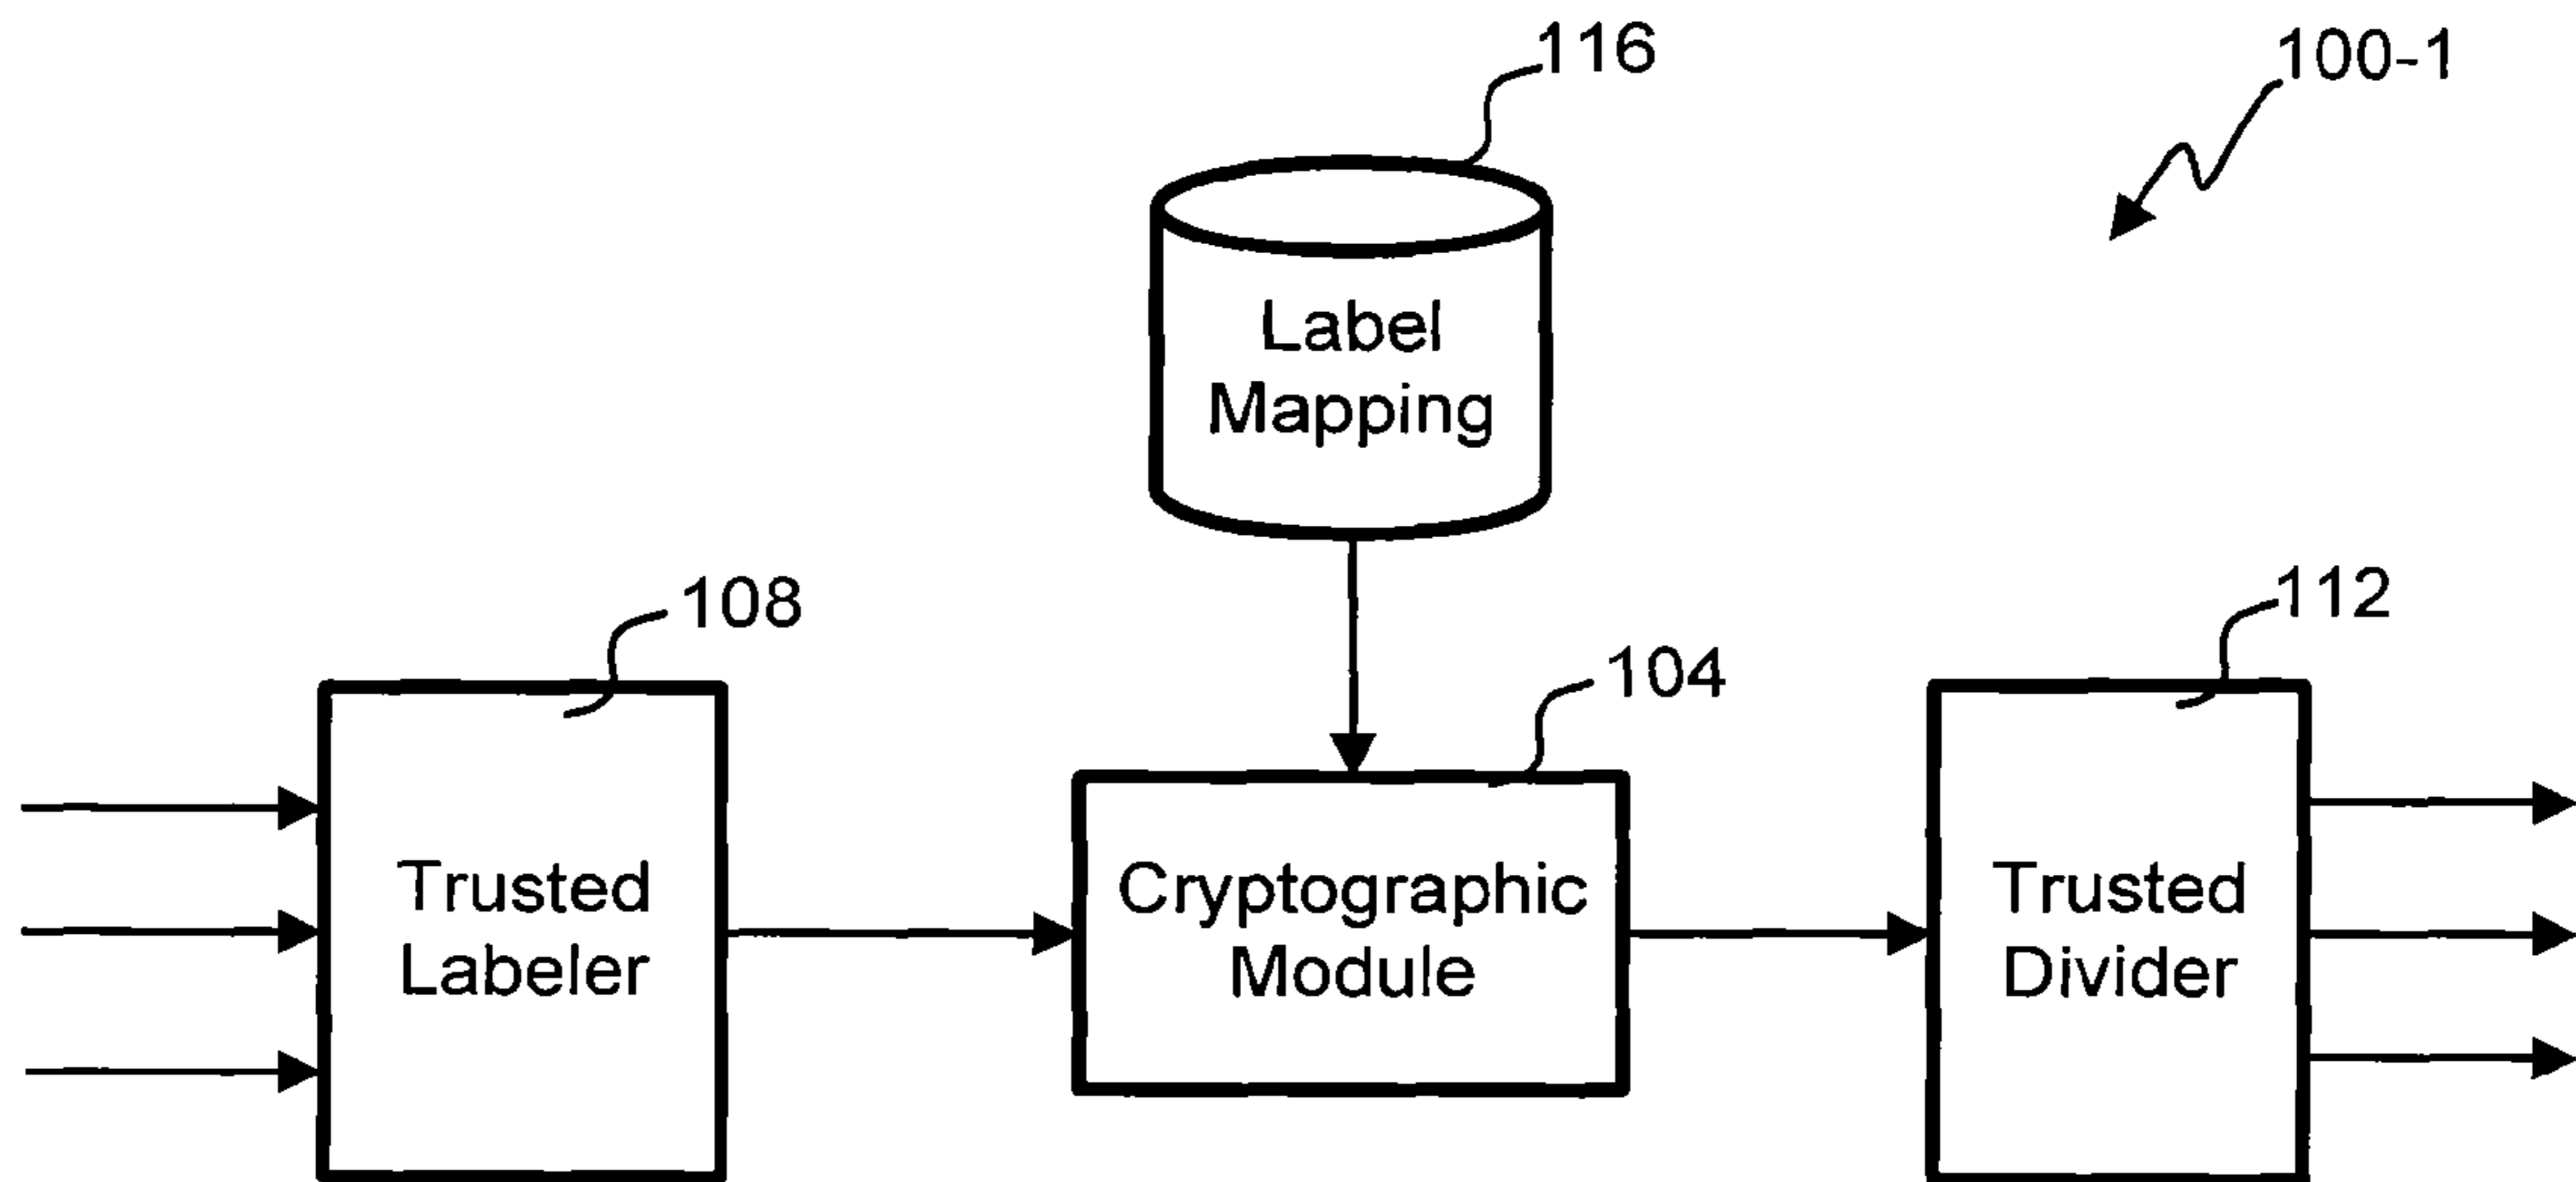 116
100-1
Label
Mapping
108
112
104
Trusted
Labeler
Cryptographic
Module
Trusted
Divider